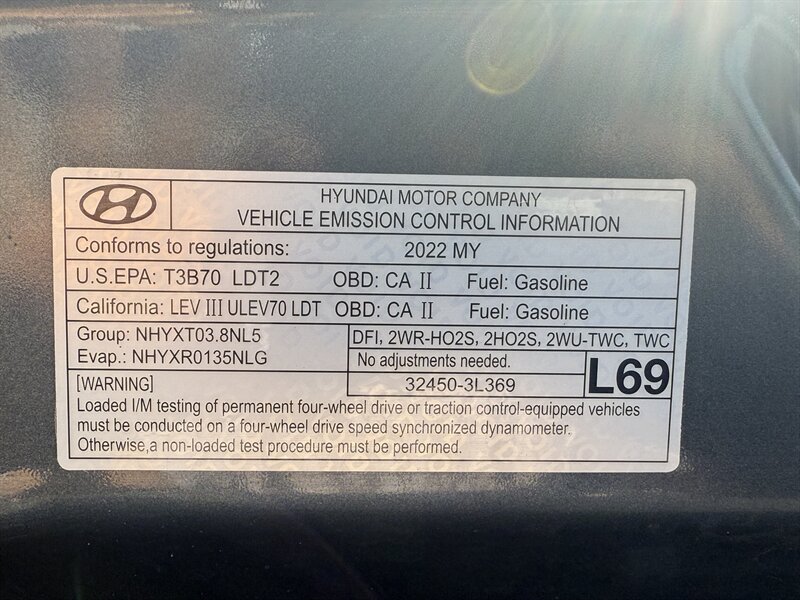 HYUNDAI MOTOR COMPANY
VEHICLE EMISSION CONTROL INFORMATION
Conforms to regulations: 2022 MY
U.S.EPA: T3B70 LDT2 OBD: CA II Fuel: Gasoline
California: LEV III ULEV70 LDT OBD: CA II Fuel: Gasoline
Group: NHYXT03.8NL5
Evap.: NHYXR0135NLG
DFI, 2WR-HO2S, 2HO2S, 2WU-TWC, TWC
No adjustments needed.
32450-3L369
L69
[WARNING]
Loaded I/M testing of permanent four-wheel drive or traction control-equipped vehicles
must be conducted on a four-wheel drive speed synchronized dynamometer.
Otherwise,a non-loaded test procedure must be performed.